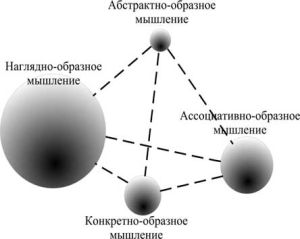 Абстрактно-образное
мышление
Наглядно-образное
мышление
Ассоциативно-образное
мышление
Конкретно-образное
мышление